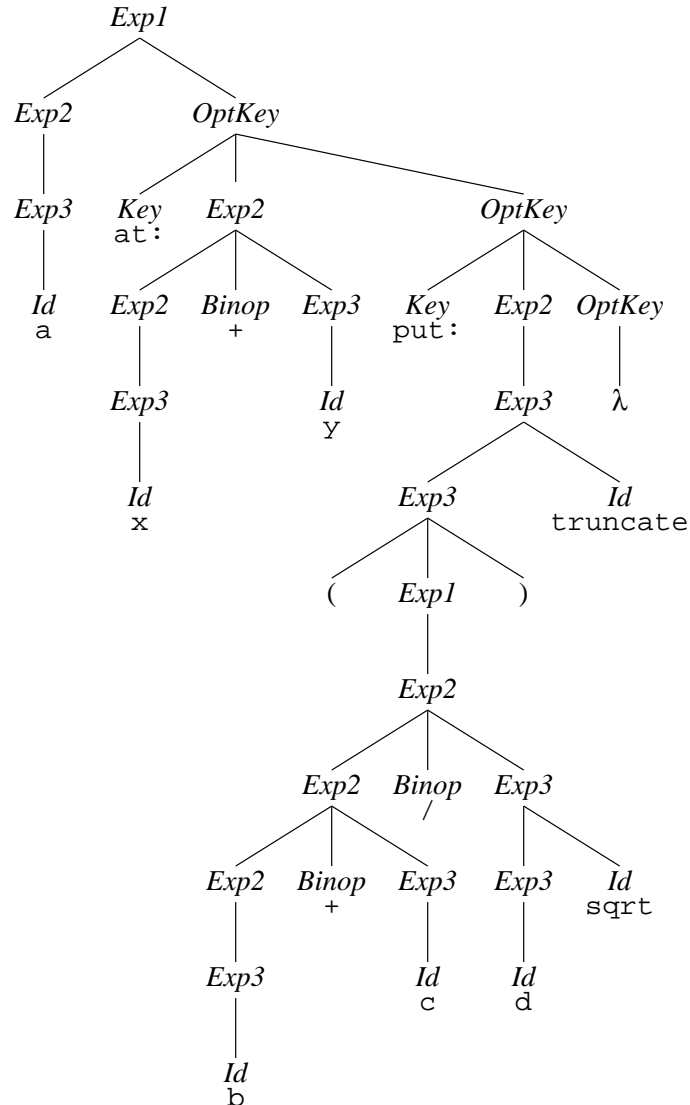 Exp1
Exp2 OptKey
Exp3 Key Exp2 OptKey
at:
Id Exp2 Binop Exp3 Key Exp2 OptKey
a + put:
Exp3 Id Exp3 λ
y
Id Exp3 Id
x truncate
( Exp1 )
Exp2
Exp2 Binop Exp3
/
Exp2 Binop Exp3 Exp3 Id
+ sqrt
Exp3 Id Id
c d
Id
b